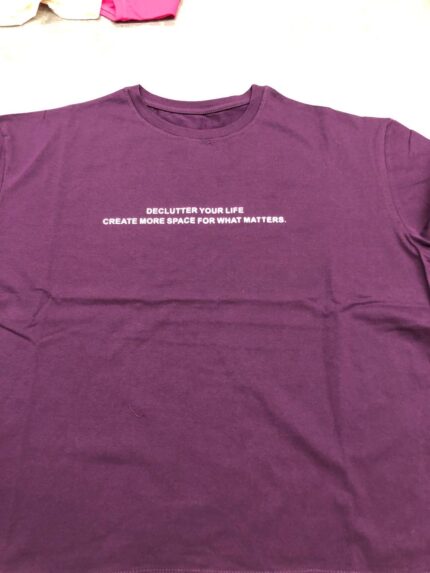 DECLUTTER YOUR LIFE
CREATE MORE SPACE FOR WHAT MATTERS.